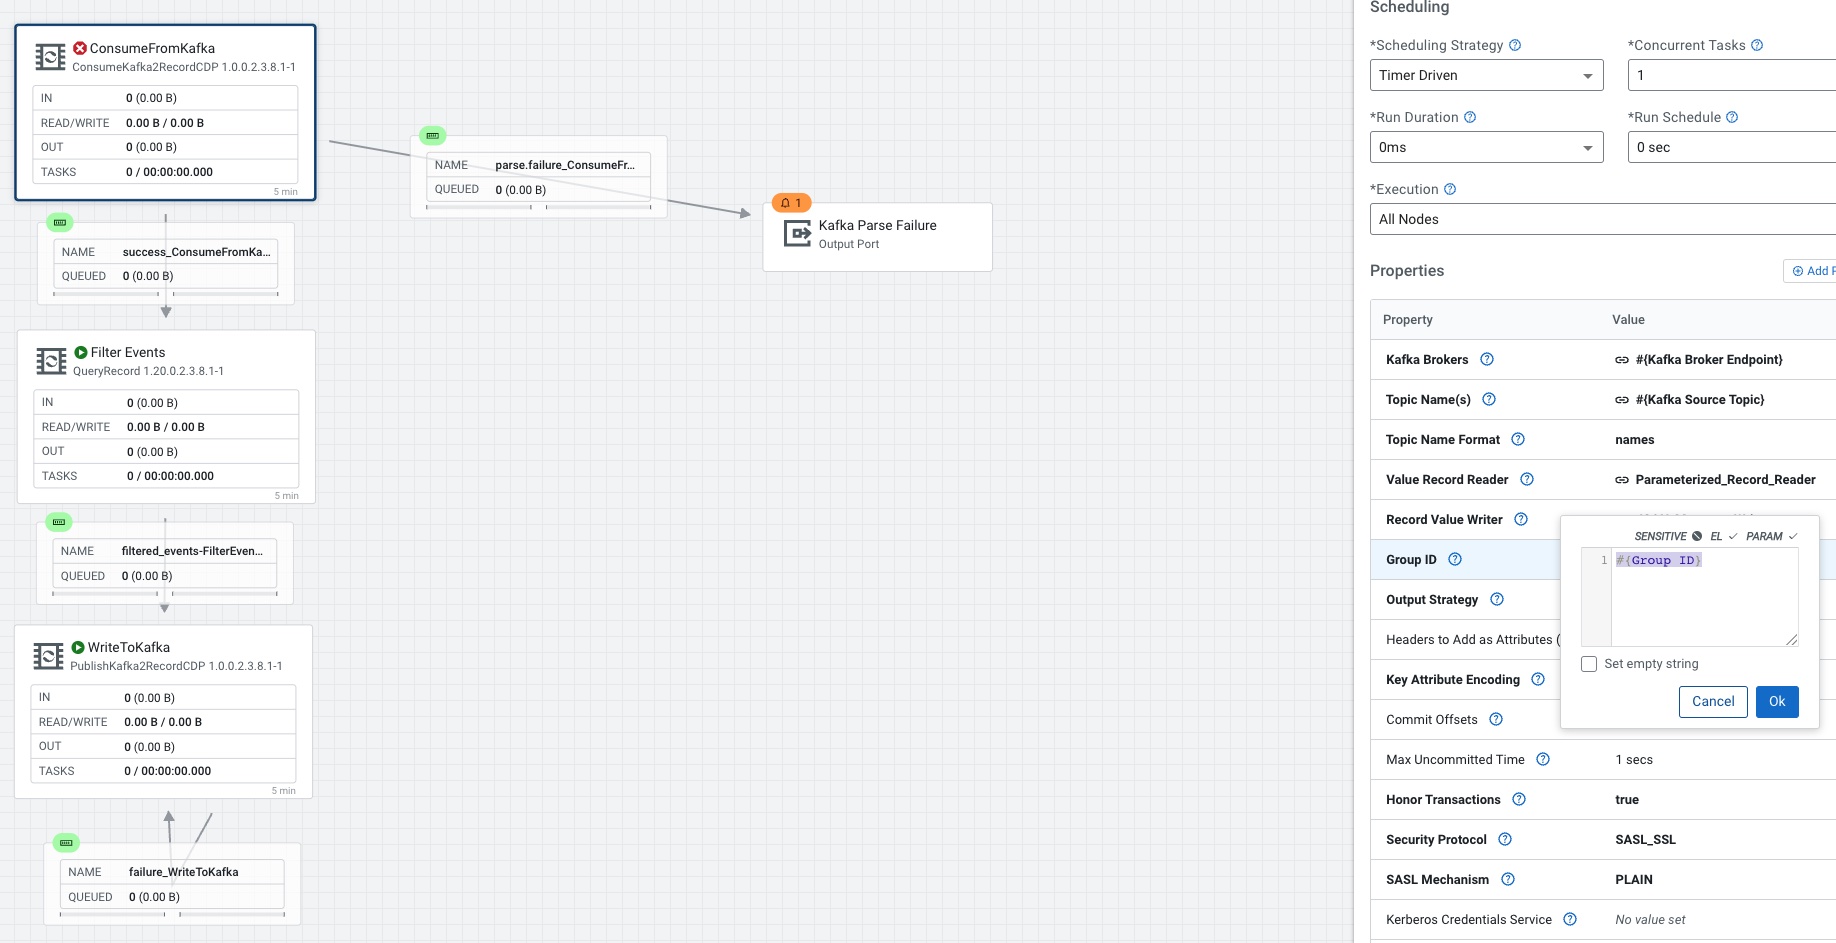 ConsumeFromKafka
ConsumeKafka2RecordCDP 1.0.0.2.3.8.1-1
IN 0 (0.00 B)
READ/WRITE 0.00 B / 0.00 B
OUT 0 (0.00 B)
TASKS 0 / 00:00:00.000
5 min
NAME success_ConsumeFromKa...
QUEUED 0 (0.00 B)
NAME parse.failure_ConsumeFr...
QUEUED 0 (0.00 B)
1
Kafka Parse Failure
Output Port
Filter Events
QueryRecord 1.20.0.2.3.8.1-1
IN 0 (0.00 B)
READ/WRITE 0.00 B / 0.00 B
OUT 0 (0.00 B)
TASKS 0 / 00:00:00.000
5 min
NAME filtered_events-FilterEven...
QUEUED 0 (0.00 B)
WriteToKafka
PublishKafka2RecordCDP 1.0.0.2.3.8.1-1
IN 0 (0.00 B)
READ/WRITE 0.00 B / 0.00 B
OUT 0 (0.00 B)
TASKS 0 / 00:00:00.000
5 min
NAME failure_WriteToKafka
QUEUED 0 (0.00 B)
Scheduling
*Scheduling Strategy *Concurrent Tasks
Timer Driven 1
*Run Duration *Run Schedule
0ms 0 sec
*Execution
All Nodes
Properties Add
Property Value
Kafka Brokers #{Kafka Broker Endpoint}
Topic Name(s) #{Kafka Source Topic}
Topic Name Format names
Value Record Reader Parameterized_Record_Reader
Record Value Writer
Group ID
Output Strategy
Headers to Add as Attributes (
Key Attribute Encoding
Commit Offsets
Max Uncommitted Time 1 secs
Honor Transactions true
Security Protocol SASL_SSL
SASL Mechanism PLAIN
Kerberos Credentials Service No value set
SENSITIVE EL PARAM
1 #{Group ID}
Set empty string
Cancel Ok